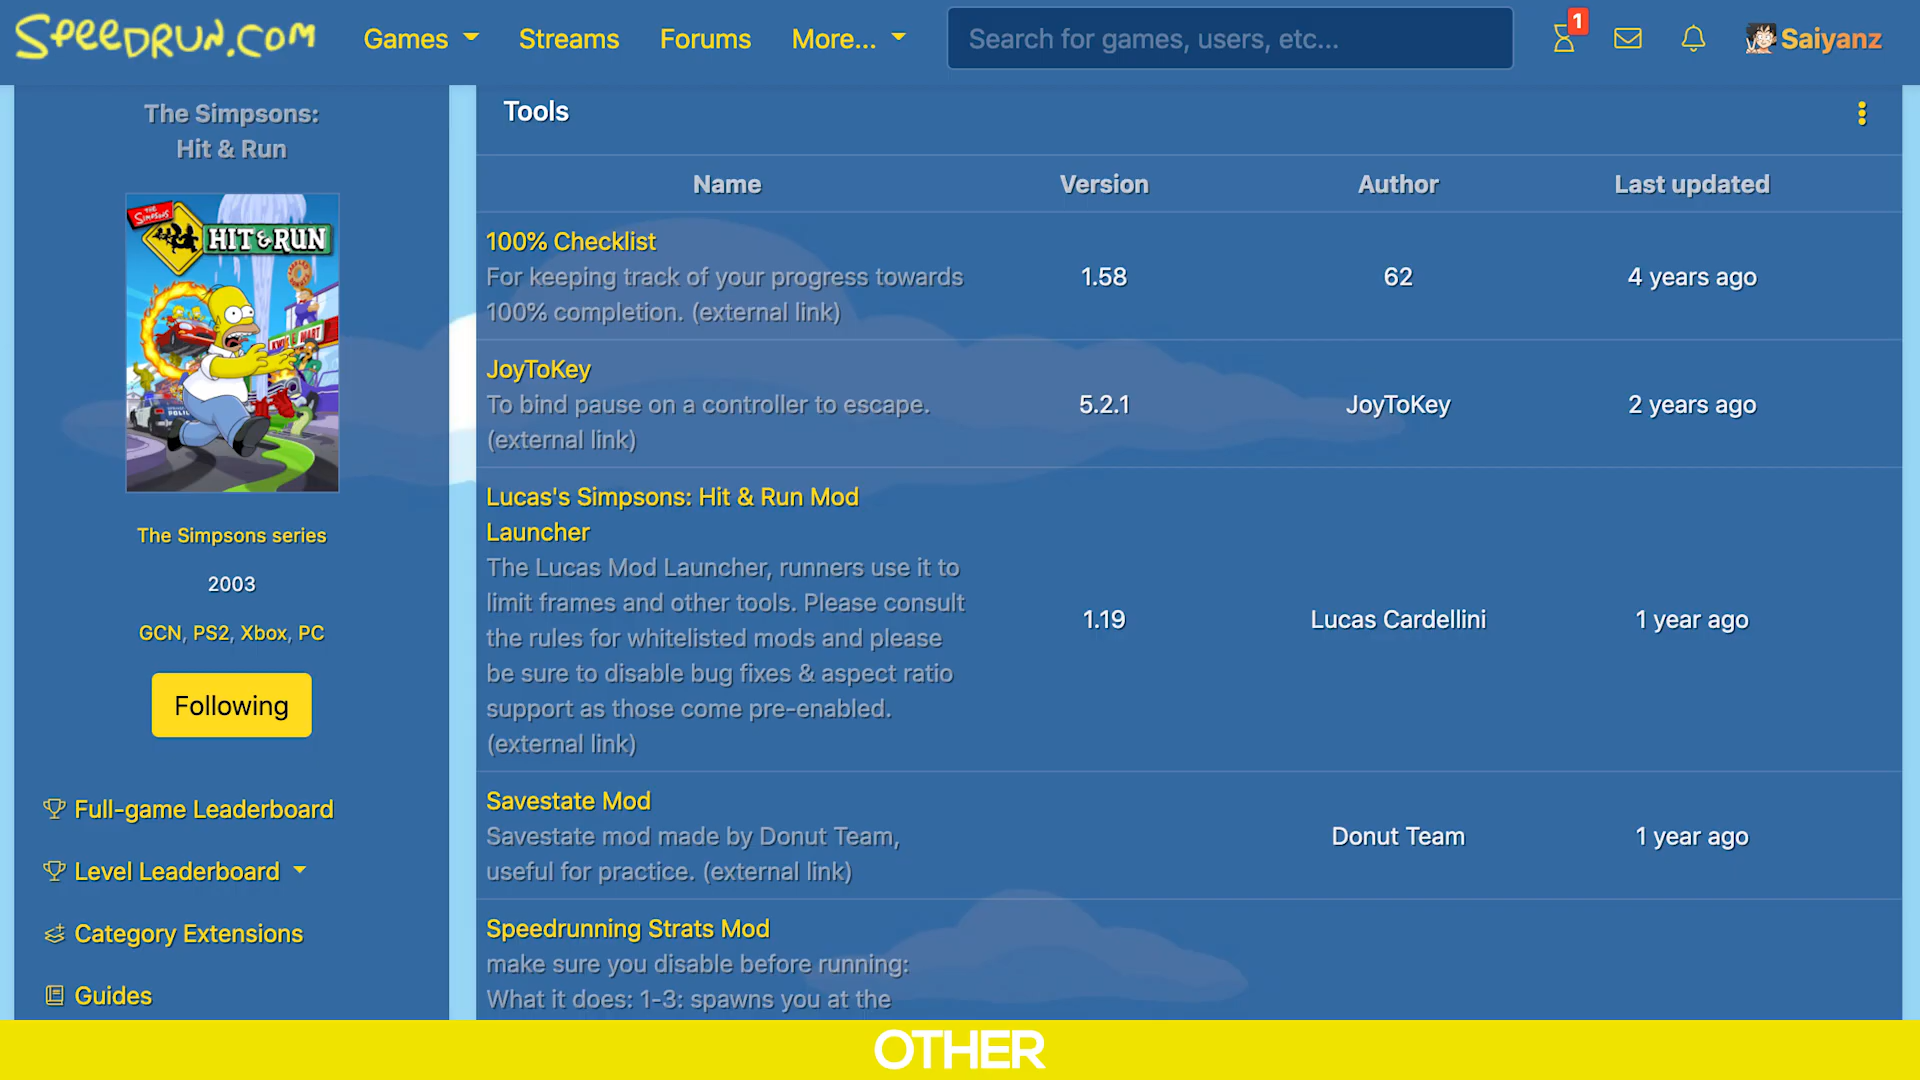 SPEEDRUN.COM
Games
Streams
Forums
More...
Search for games, users, etc...
1
Saiyanz
The Simpsons:
Hit & Run
THE Simpsons
HIT & RUN
KWIK E MART
The Simpsons series
2003
GCN, PS2, Xbox, PC
Following
Full-game Leaderboard
Level Leaderboard
Category Extensions
Guides
Tools
Name Version Author Last updated
100% Checklist
For keeping track of your progress towards
100% completion. (external link)
1.58 62 4 years ago
JoyToKey
To bind pause on a controller to escape.
(external link)
5.2.1 JoyToKey 2 years ago
Lucas's Simpsons: Hit & Run Mod
Launcher
The Lucas Mod Launcher, runners use it to
limit frames and other tools. Please consult
the rules for whitelisted mods and please
be sure to disable bug fixes & aspect ratio
support as those come pre-enabled.
(external link)
1.19 Lucas Cardellini 1 year ago
Savestate Mod
Savestate mod made by Donut Team,
useful for practice. (external link)
Donut Team 1 year ago
Speedrunning Strats Mod
make sure you disable before running:
What it does: 1-3: spawns you at the
OTHER